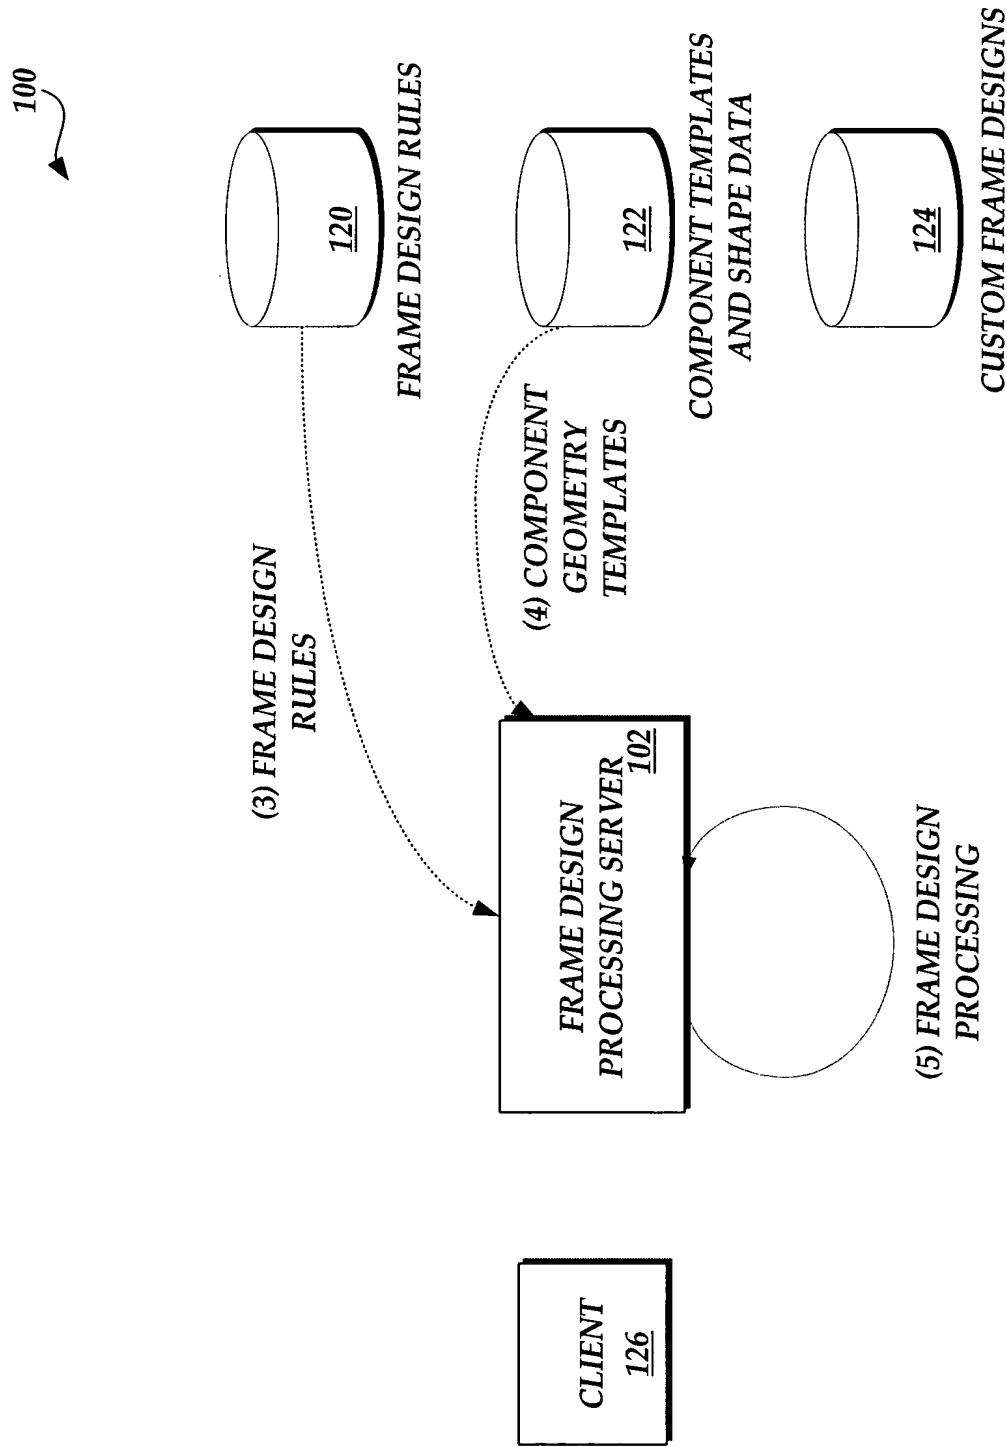 100
120
FRAME DESIGN RULES
(3) FRAME DESIGN
RULES
122
COMPONENT TEMPLATES
AND SHAPE DATA
(4) COMPONENT
GEOMETRY
TEMPLATES
FRAME DESIGN
PROCESSING SERVER
102
CLIENT
126
124
CUSTOM FRAME DESIGNS
(5) FRAME DESIGN
PROCESSING